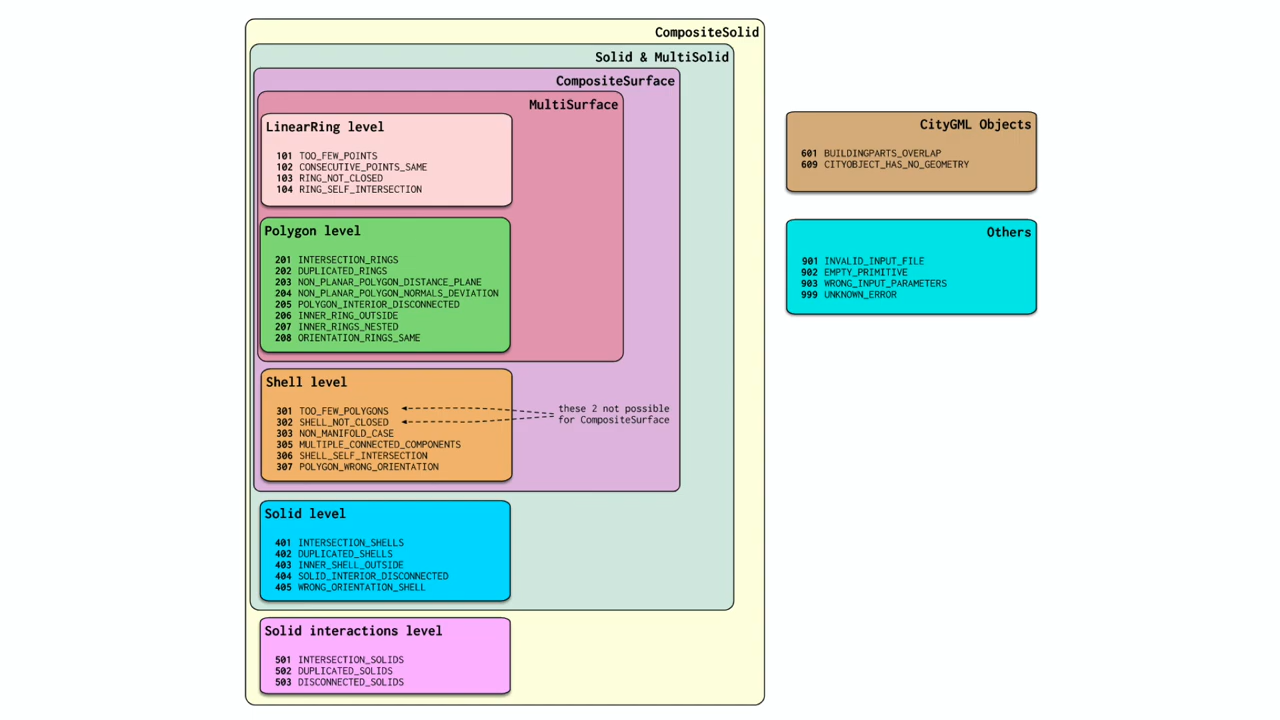 CompositeSolid
Solid & MultiSolid
CompositeSurface
MultiSurface
LinearRing level
101 TOO_FEW_POINTS
102 CONSECUTIVE_POINTS_SAME
103 RING_NOT_CLOSED
104 RING_SELF_INTERSECTION
Polygon level
201 INTERSECTION_RINGS
202 DUPLICATED_RINGS
203 NON_PLANAR_POLYGON_DISTANCE_PLANE
204 NON_PLANAR_POLYGON_NORMALS_DEVIATION
205 POLYGON_INTERIOR_DISCONNECTED
206 INNER_RING_OUTSIDE
207 INNER_RINGS_NESTED
208 ORIENTATION_RINGS_SAME
Shell level
301 TOO_FEW_POLYGONS
302 SHELL_NOT_CLOSED
303 NON_MANIFOLD_CASE
305 MULTIPLE_CONNECTED_COMPONENTS
306 SHELL_SELF_INTERSECTION
307 POLYGON_WRONG_ORIENTATION
these 2 not possible
for CompositeSurface
Solid level
401 INTERSECTION_SHELLS
402 DUPLICATED_SHELLS
403 INNER_SHELL_OUTSIDE
404 SOLID_INTERIOR_DISCONNECTED
405 WRONG_ORIENTATION_SHELL
Solid interactions level
501 INTERSECTION_SOLIDS
502 DUPLICATED_SOLIDS
503 DISCONNECTED_SOLIDS
CityGML Objects
601 BUILDINGPARTS_OVERLAP
609 CITYOBJECT_HAS_NO_GEOMETRY
Others
901 INVALID_INPUT_FILE
902 EMPTY_PRIMITIVE
903 WRONG_INPUT_PARAMETERS
999 UNKNOWN_ERROR